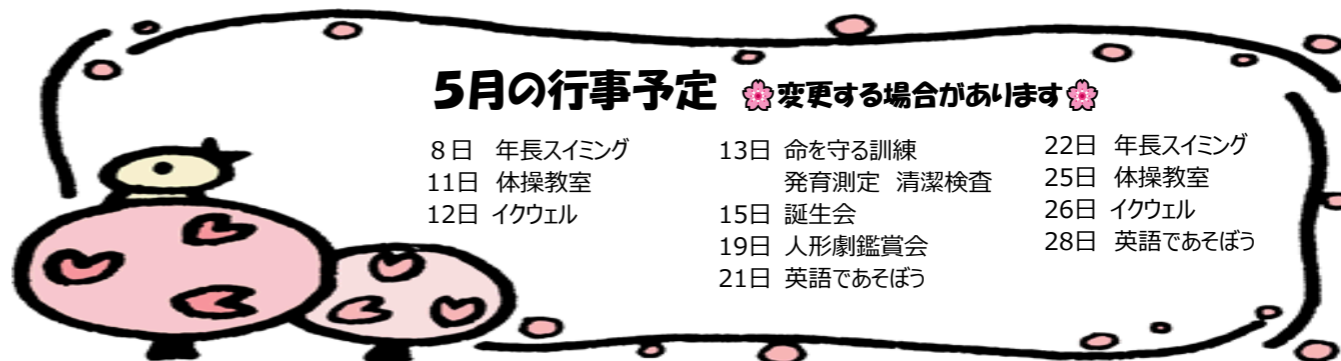 5月の行事予定 🌸変更する場合があります🌸
８日 年長スイミング
11日 体操教室
12日 イクウェル
13日 命を守る訓練
発育測定 清潔検査
15日 誕生会
19日 人形劇鑑賞会
21日 英語であそぼう
22日 年長スイミング
25日 体操教室
26日 イクウェル
28日 英語であそぼう